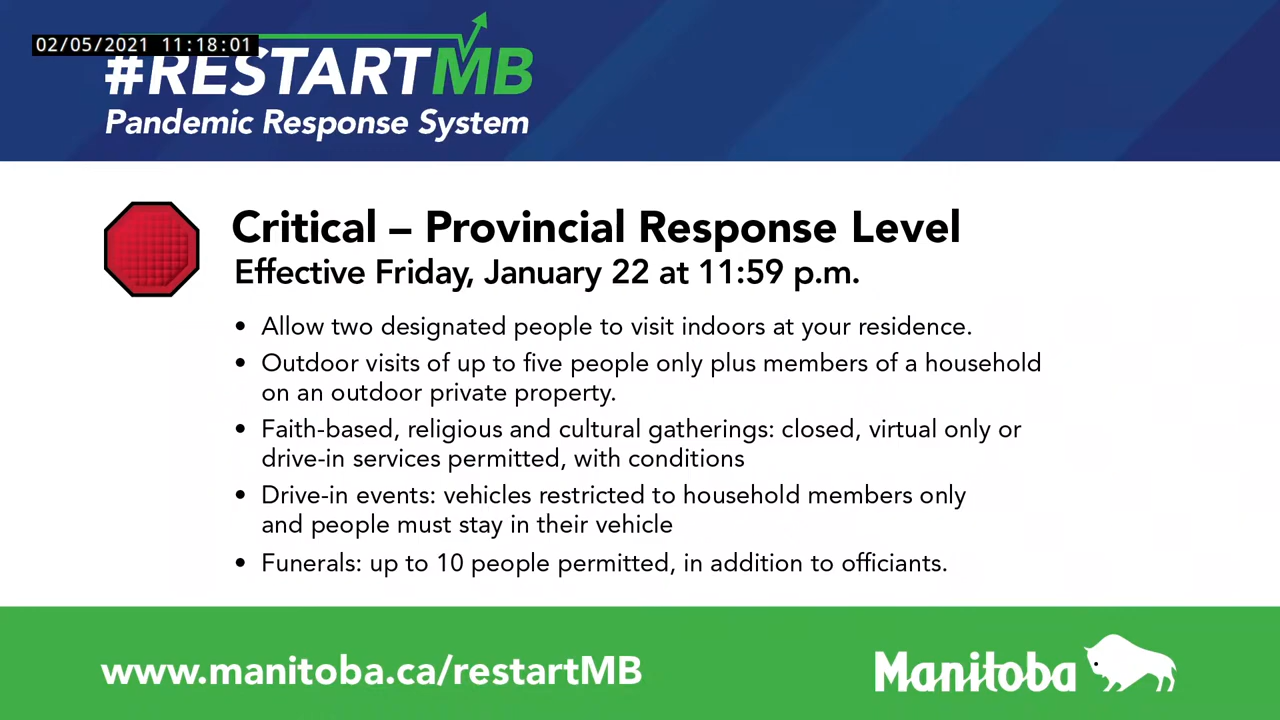 02/05/2021 11:18:01
#RESTARTMB
Pandemic Response System
Critical – Provincial Response Level
Effective Friday, January 22 at 11:59 p.m.
• Allow two designated people to visit indoors at your residence.
• Outdoor visits of up to five people only plus members of a household
on an outdoor private property.
• Faith-based, religious and cultural gatherings: closed, virtual only or
drive-in services permitted, with conditions
• Drive-in events: vehicles restricted to household members only
and people must stay in their vehicle
• Funerals: up to 10 people permitted, in addition to officiants.
www.manitoba.ca/restartMB
Manitoba